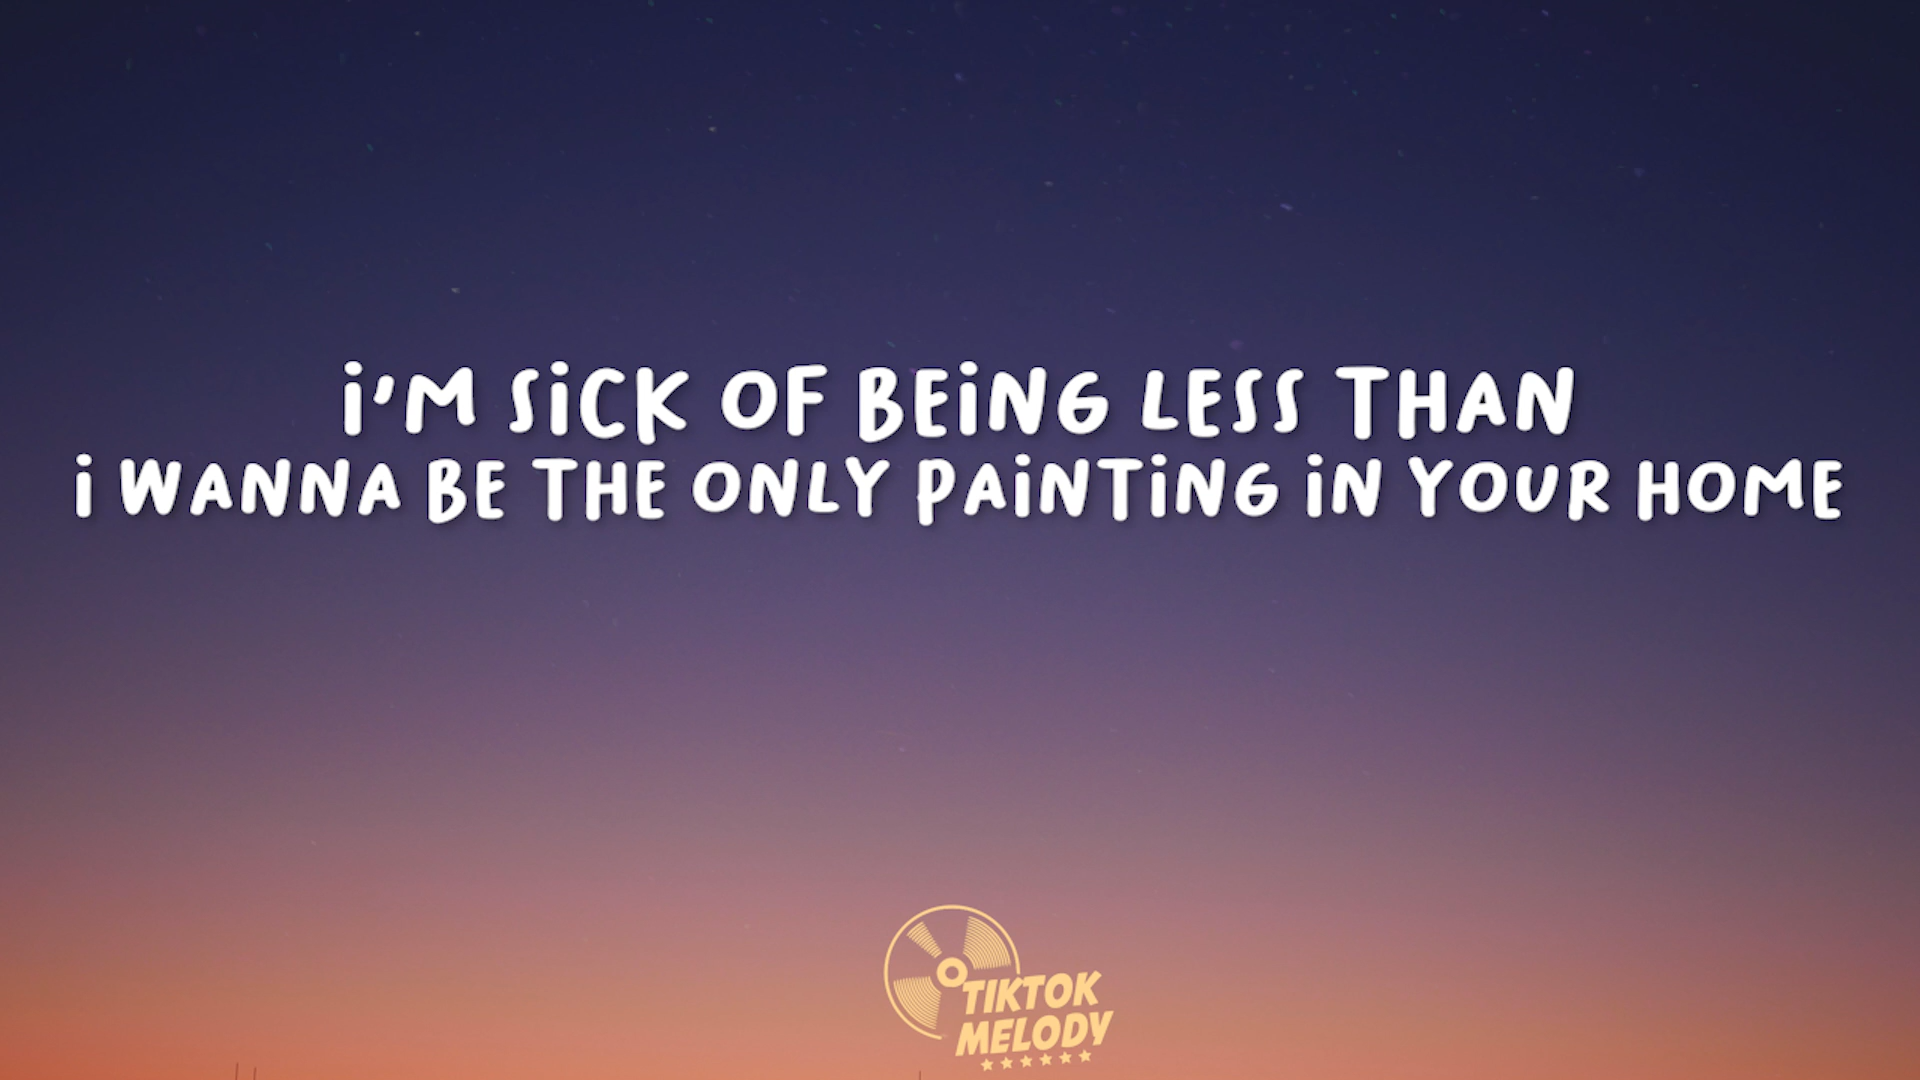 i'M SiCK OF BEiNG LESS THAN
i WANNA BE THE ONLY PAiNTiNG iN YOUR HOME
TIKTOK
MELODY